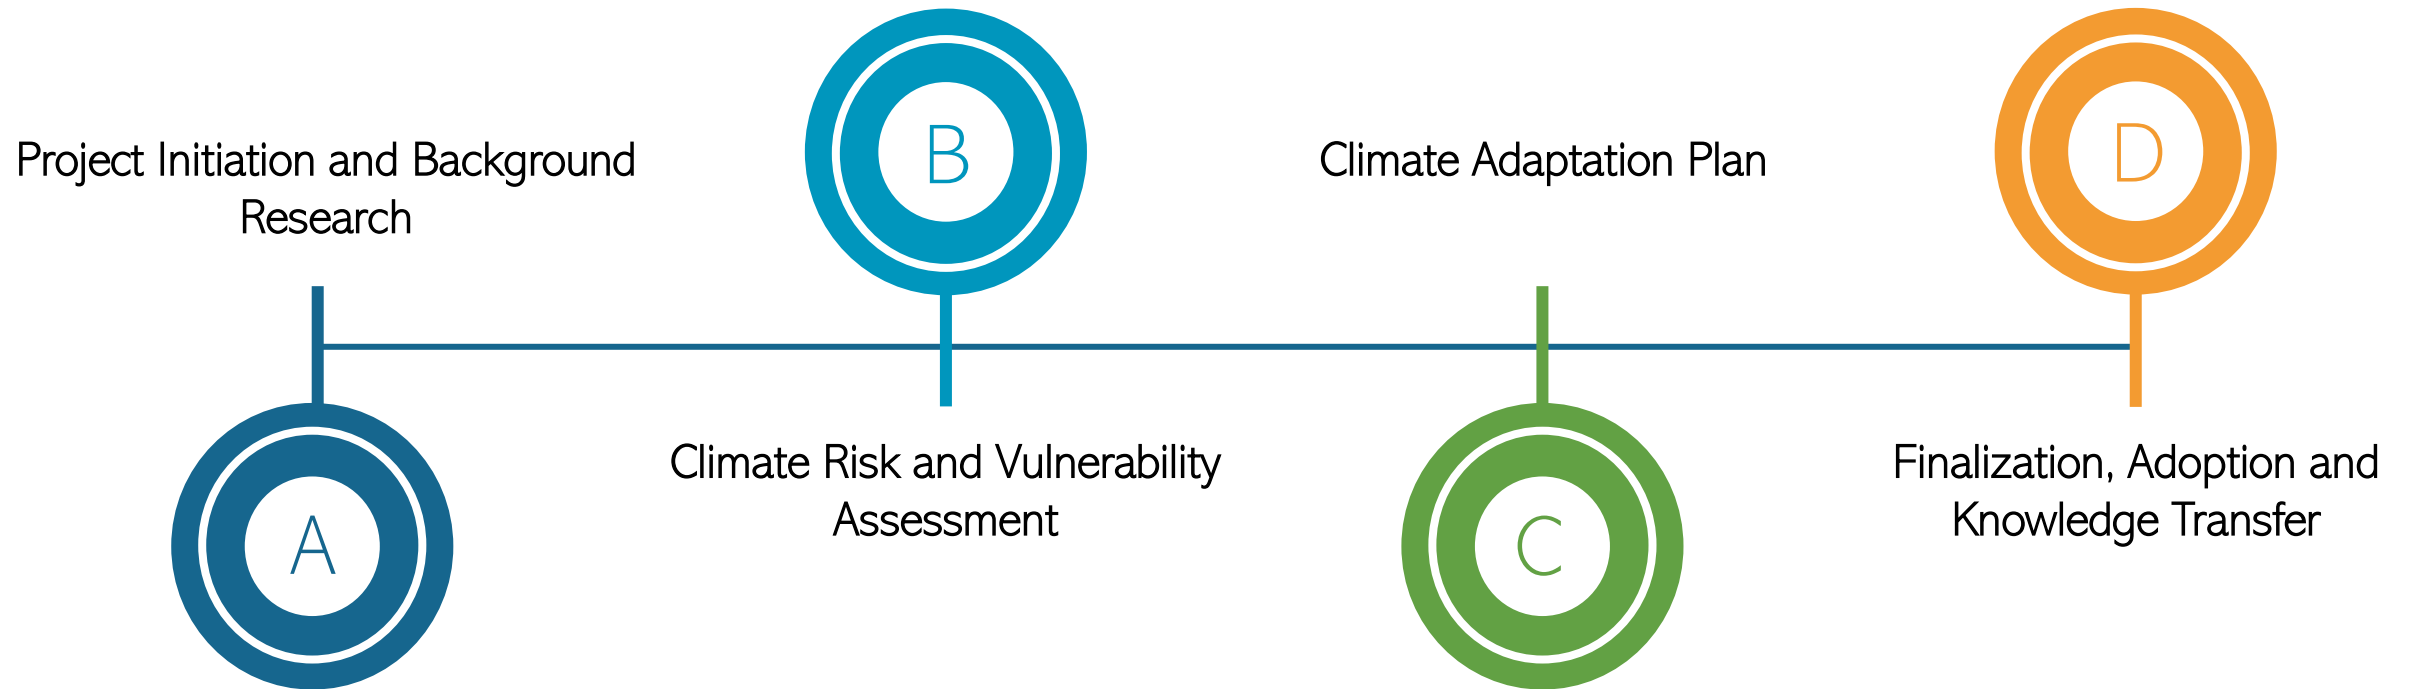 Project Initiation and Background
Research
A
B
Climate Risk and Vulnerability
Assessment
Climate Adaptation Plan
C
D
Finalization, Adoption and
Knowledge Transfer